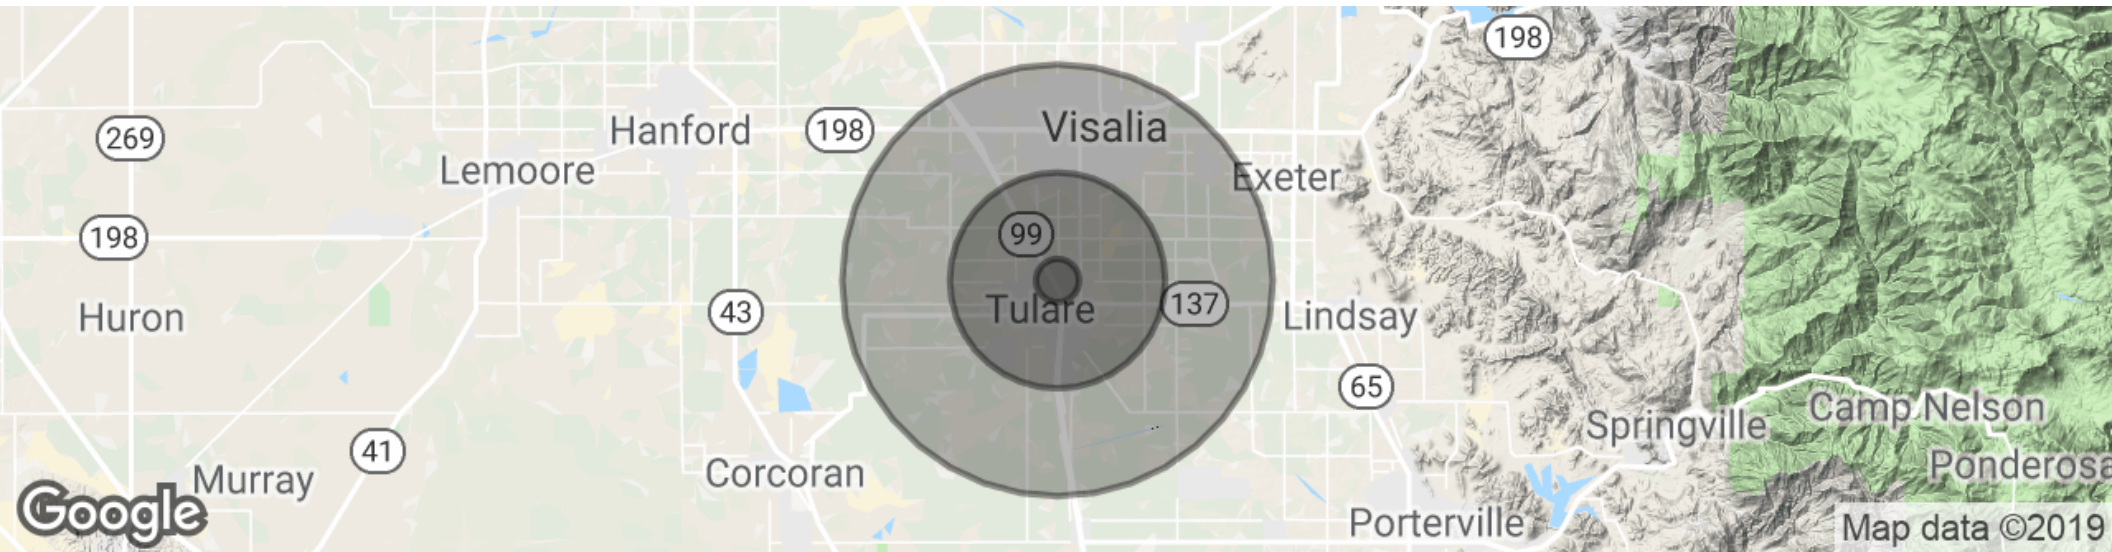 198
269
Hanford
198
Visalia
Lemoore
Exeter
198
99
Huron
43
Tulare
137
Lindsay
65
Camp Nelson
Springville
41
Murray
Corcoran
Ponderosa
Google
Porterville
Map data ©2019